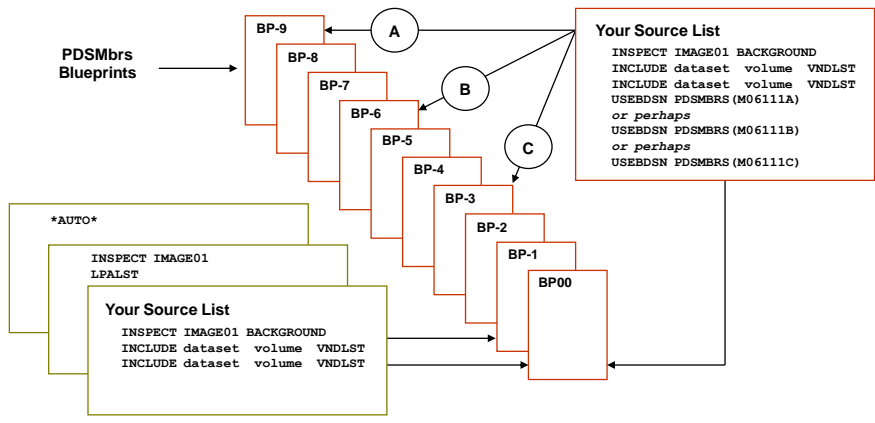 PDSMbrs
Blueprints
BP-9
BP-8
BP-7
BP-6
BP-5
BP-4
BP-3
BP-2
BP-1
BP00
A
B
C
Your Source List
INSPECT IMAGE01 BACKGROUND
INCLUDE dataset volume VNDLST
INCLUDE dataset volume VNDLST
USEBDSN PDSMBRS(M06111A)
or perhaps
USEBDSN PDSMBRS(M06111B)
or perhaps
USEBDSN PDSMBRS(M06111C)
*AUTO*
INSPECT IMAGE01
LPALST
Your Source List
INSPECT IMAGE01 BACKGROUND
INCLUDE dataset volume VNDLST
INCLUDE dataset volume VNDLST